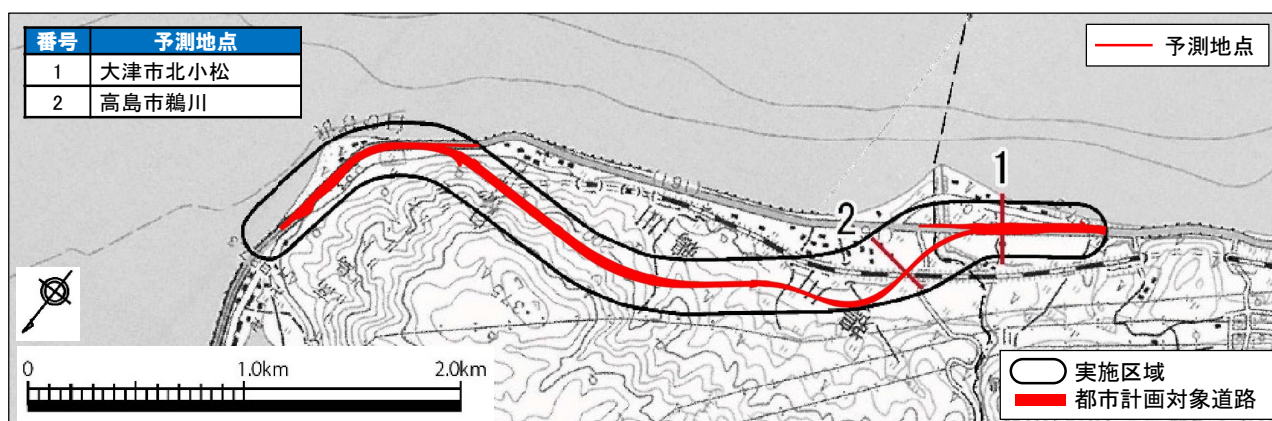 番号 予測地点
1 大津市北小松
2 高島市鵜川
予測地点
1
2
0 1.0km 2.0km
実施区域
都市計画対象道路